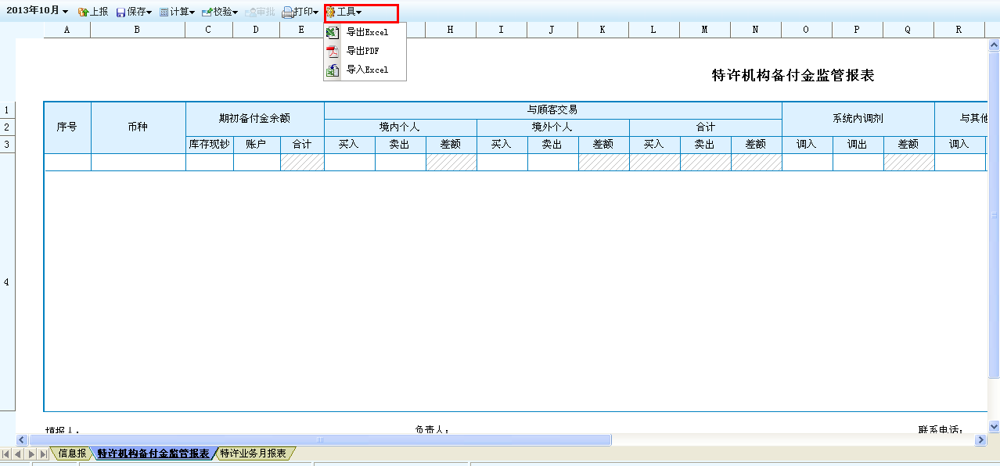 2013年10月 上报 保存 计算 校验 审批 打印 工具
A B C D E H I J K L M N O P Q R
导出Excel
导出PDF
导入Excel
特许机构备付金监管报表
1 序号 币种 期初备付金余额 与顾客交易 系统内调剂 与其他
2 境内个人 境外个人 合计
3 库存现钞 账户 合计 买入 卖出 差额 买入 卖出 差额 买入 卖出 差额 调入 调出 差额 调入
4
填报人: 负责人: 联系电话:
信息报 特许机构备付金监管报表 特许业务月报表